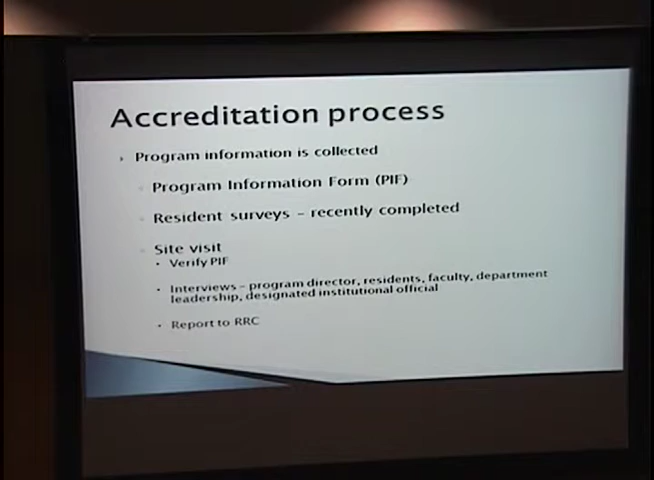 Accreditation process
Program information is collected
Program Information Form (PIF)
Resident surveys – recently completed
Site visit
Verify PIF
Interviews – program director, residents, faculty, department
leadership, designated institutional official
Report to RRC